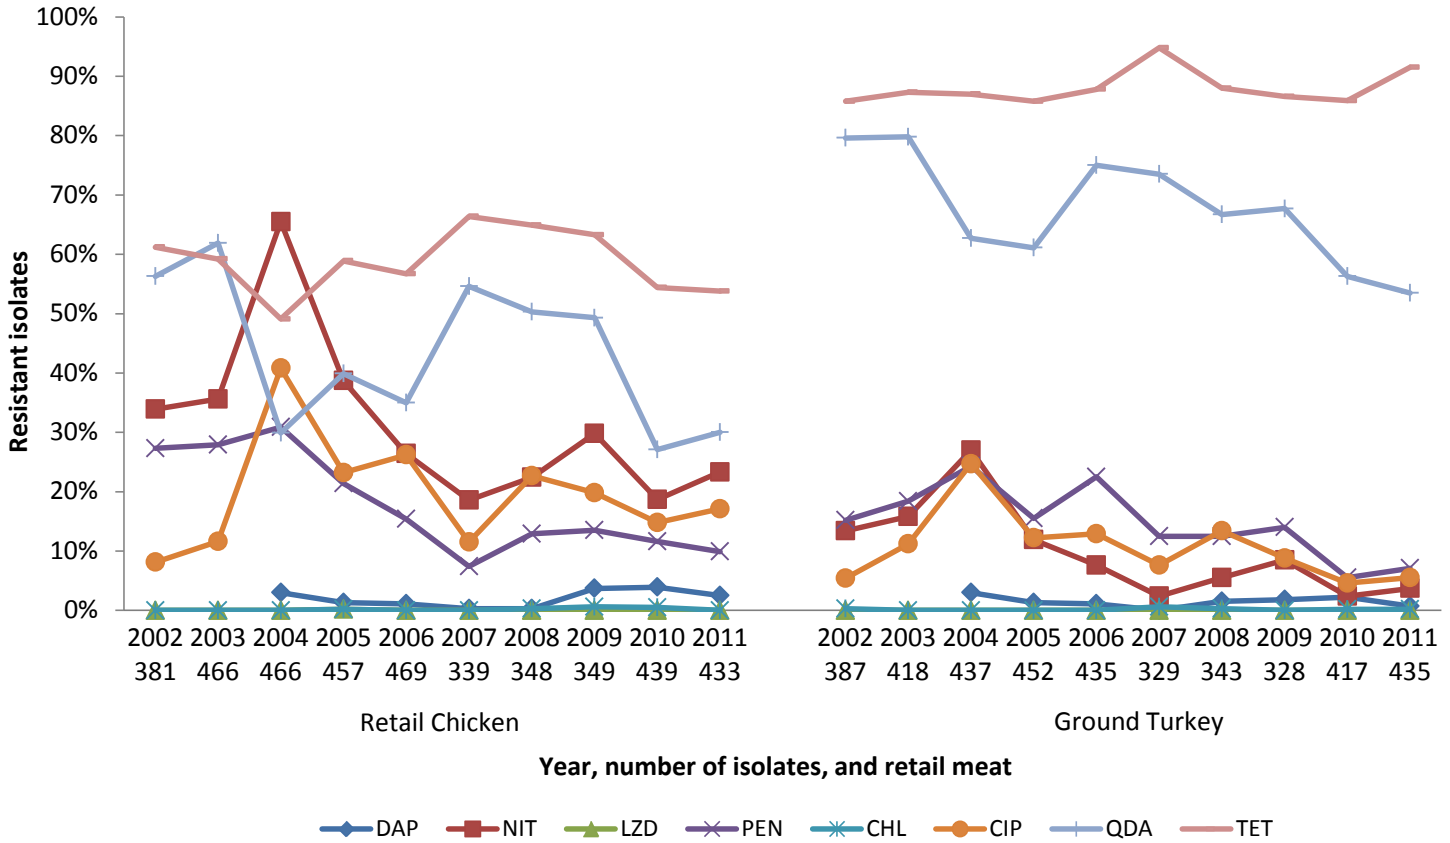 100%
90%
80%
70%
60%
50%
40%
30%
20%
10%
0%
Resistant isolates
2002 2003 2004 2005 2006 2007 2008 2009 2010 2011 2002 2003 2004 2005 2006 2007 2008 2009 2010 2011
381 466 466 457 469 339 348 349 439 433 387 418 437 452 435 329 343 328 417 435
Retail Chicken Ground Turkey
Year, number of isolates, and retail meat
DAP NIT LZD PEN CHL CIP QDA TET